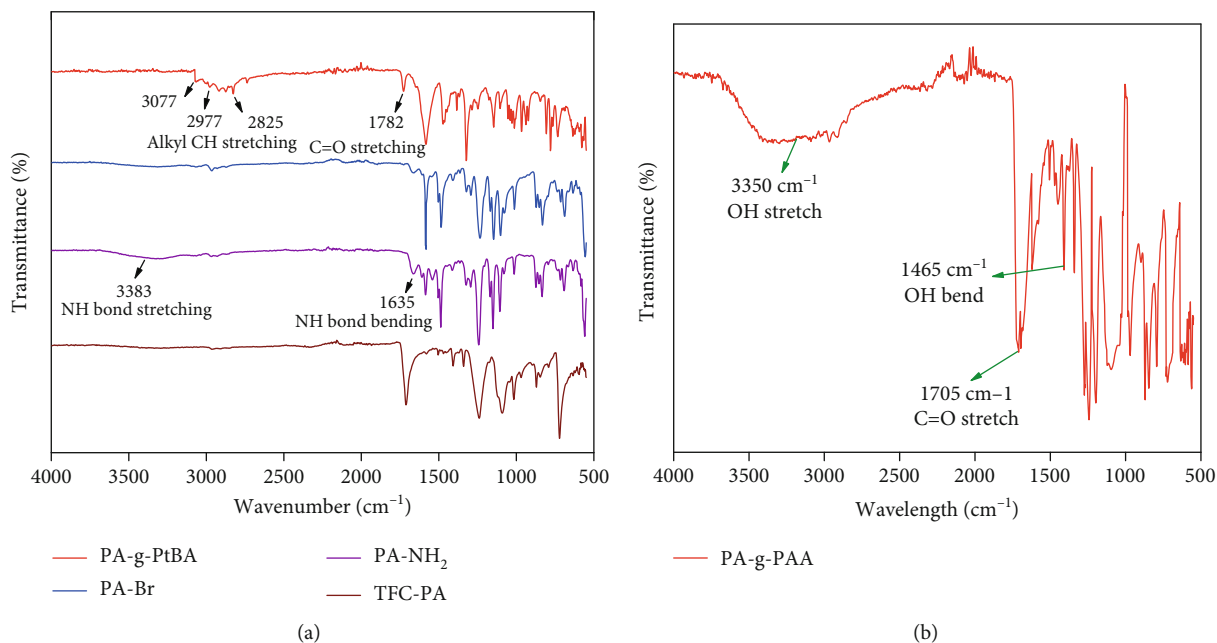 (a)
Transmittance (%)
3077
2977
2825
Alkyl CH stretching
1782
C=O stretching
3383
NH bond stretching
1635
NH bond bending
4000 3500 3000 2500 2000 1500 1000 500
Wavenumber (cm⁻¹)
PA-g-PtBA
PA-Br
PA-NH₂
TFC-PA
(b)
Transmittance (%)
3350 cm⁻¹
OH stretch
1465 cm⁻¹
OH bend
1705 cm–1
C=O stretch
4000 3500 3000 2500 2000 1500 1000 500
Wavelength (cm⁻¹)
PA-g-PAA